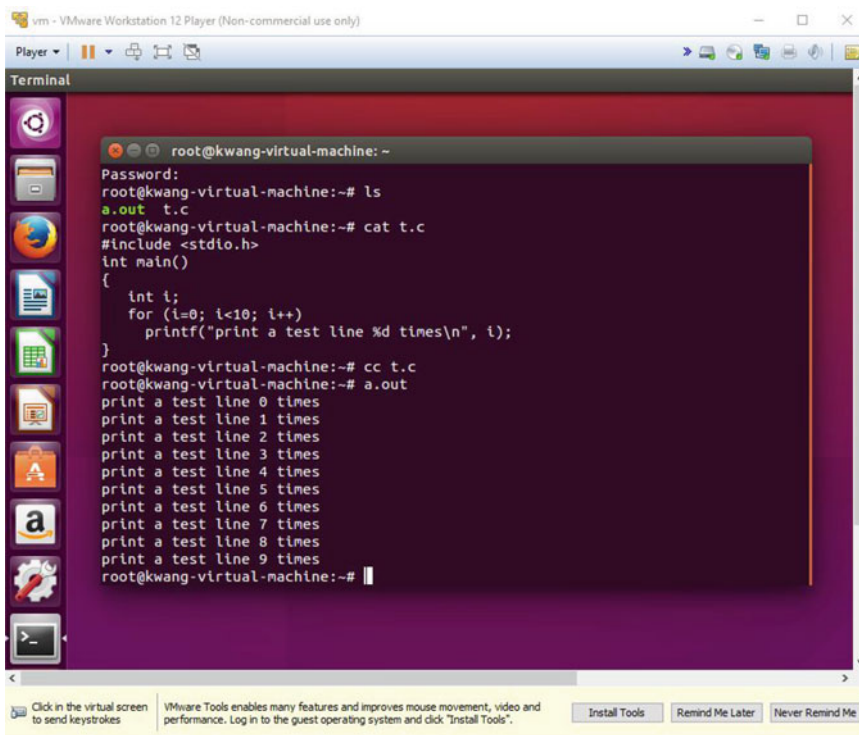 vm - VMware Workstation 12 Player (Non-commercial use only)
Player
Terminal
root@kwang-virtual-machine: ~
Password:
root@kwang-virtual-machine:~# ls
a.out  t.c
root@kwang-virtual-machine:~# cat t.c
#include <stdio.h>
int main()
{
   int i;
   for (i=0; i<10; i++)
     printf("print a test line %d times\n", i);
}
root@kwang-virtual-machine:~# cc t.c
root@kwang-virtual-machine:~# a.out
print a test line 0 times
print a test line 1 times
print a test line 2 times
print a test line 3 times
print a test line 4 times
print a test line 5 times
print a test line 6 times
print a test line 7 times
print a test line 8 times
print a test line 9 times
root@kwang-virtual-machine:~#
Click in the virtual screen
to send keystrokes
VMware Tools enables many features and improves mouse movement, video and
performance. Log in to the guest operating system and click "Install Tools".
Install Tools
Remind Me Later
Never Remind Me